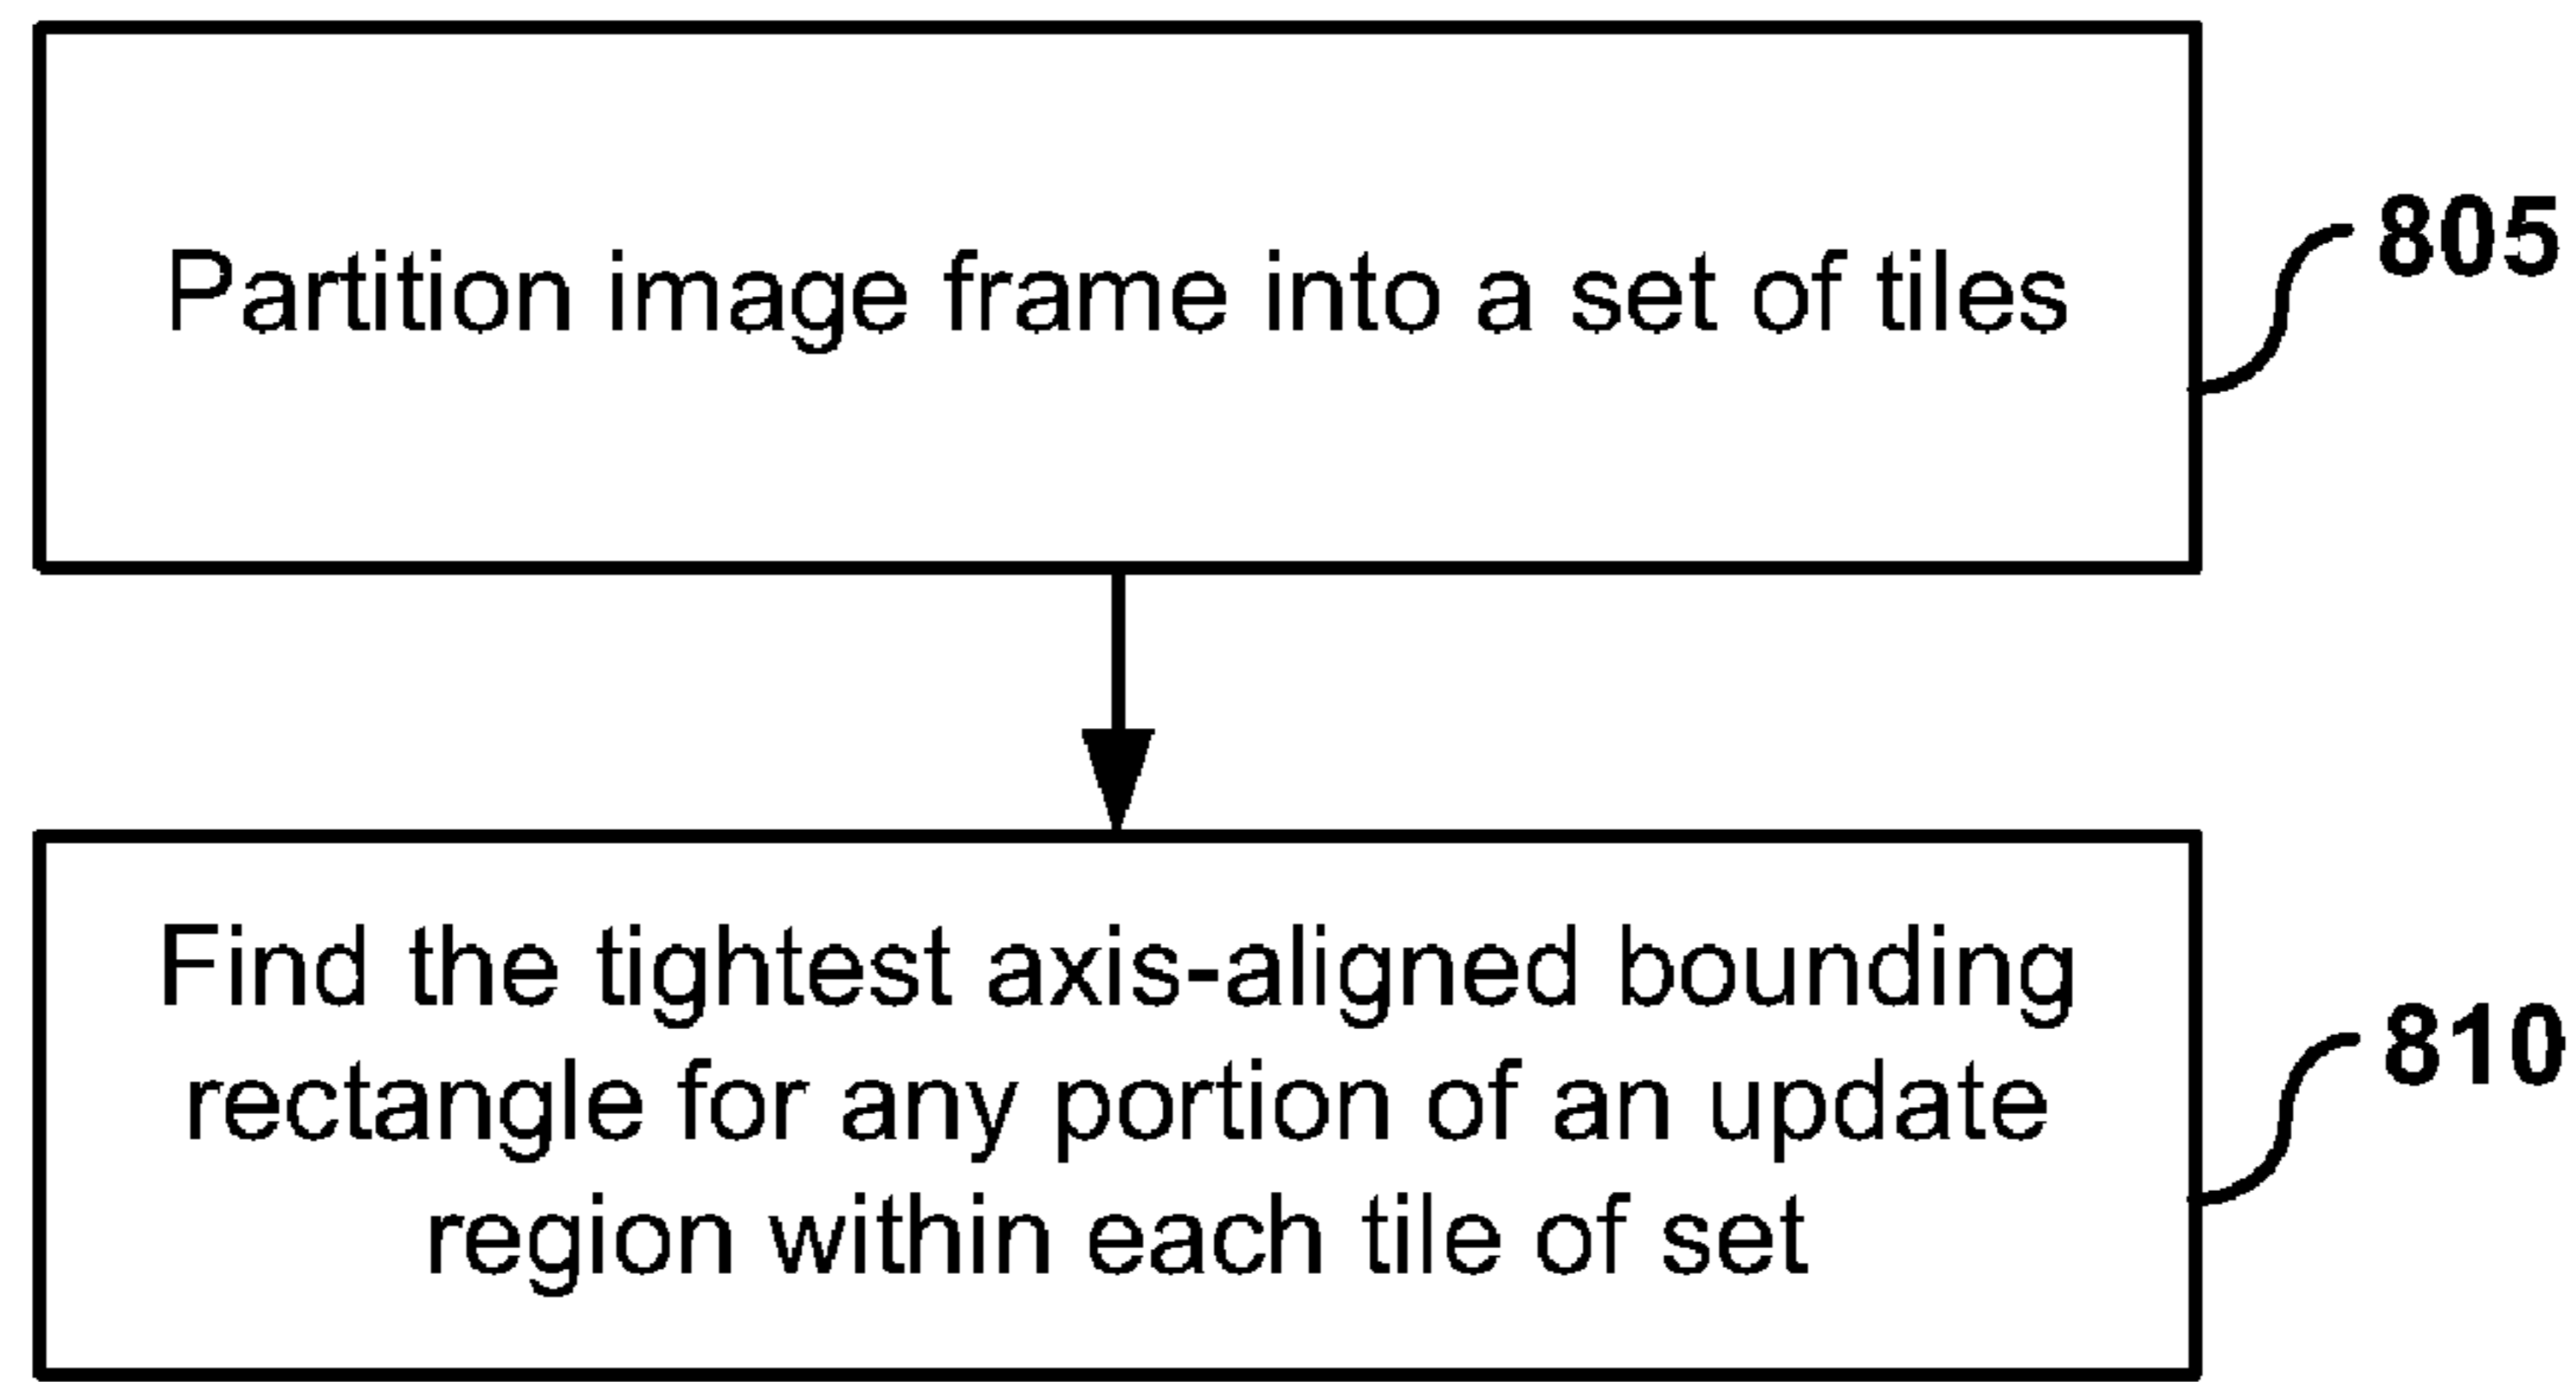 Partition image frame into a set of tiles
805
Find the tightest axis-aligned bounding
rectangle for any portion of an update
region within each tile of set
810